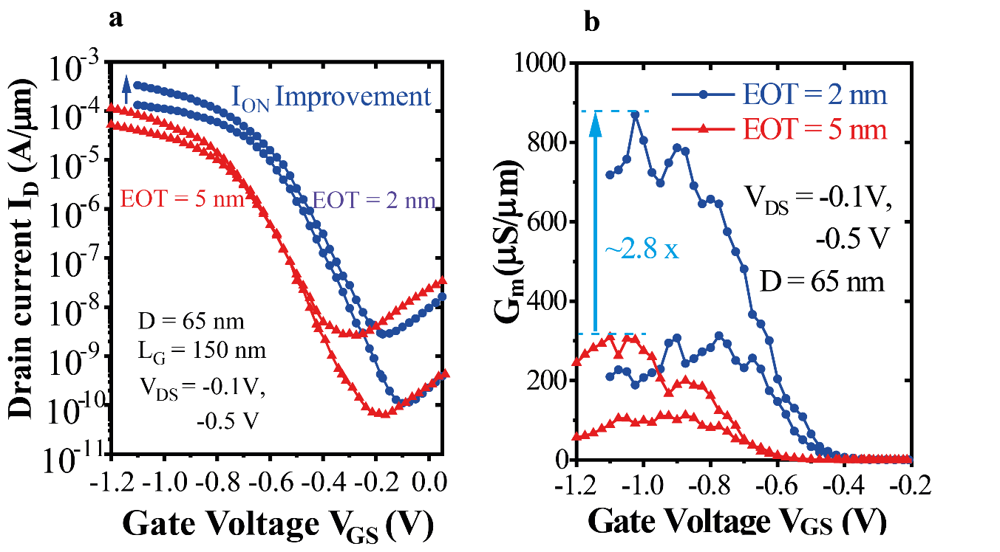 a
Drain current I_D (A/μm)
10^-3
10^-4
10^-5
10^-6
10^-7
10^-8
10^-9
10^-10
10^-11
I_ON Improvement
EOT = 5 nm
EOT = 2 nm
D = 65 nm
L_G = 150 nm
V_DS = -0.1V,
-0.5 V
-1.2 -1.0 -0.8 -0.6 -0.4 -0.2 0.0
Gate Voltage V_GS (V)
b
G_m(μS/μm)
1000
800
600
400
200
0
EOT = 2 nm
EOT = 5 nm
V_DS = -0.1V,
-0.5 V
D = 65 nm
~2.8 x
-1.2 -1.0 -0.8 -0.6 -0.4 -0.2
Gate Voltage V_GS (V)